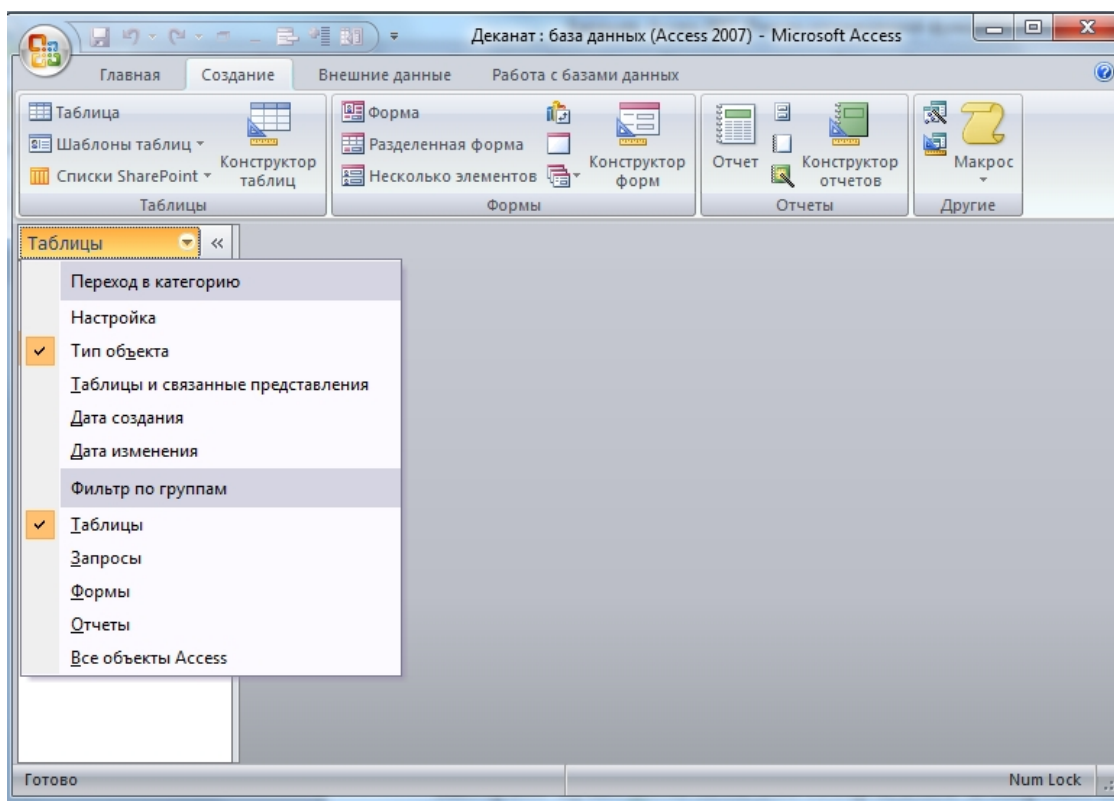 Деканат : база данных (Access 2007) - Microsoft Access
Главная Создание Внешние данные Работа с базами данных
Таблица
Шаблоны таблиц
Списки SharePoint
Конструктор
таблиц
Таблицы
Форма
Разделенная форма
Несколько элементов
Конструктор
форм
Формы
Отчет
Конструктор
отчетов
Отчеты
Макрос
Другие
Таблицы «
Переход в категорию
Настройка
Тип объекта
Таблицы и связанные представления
Дата создания
Дата изменения
Фильтр по группам
Таблицы
Запросы
Формы
Отчеты
Все объекты Access
Готово
Num Lock